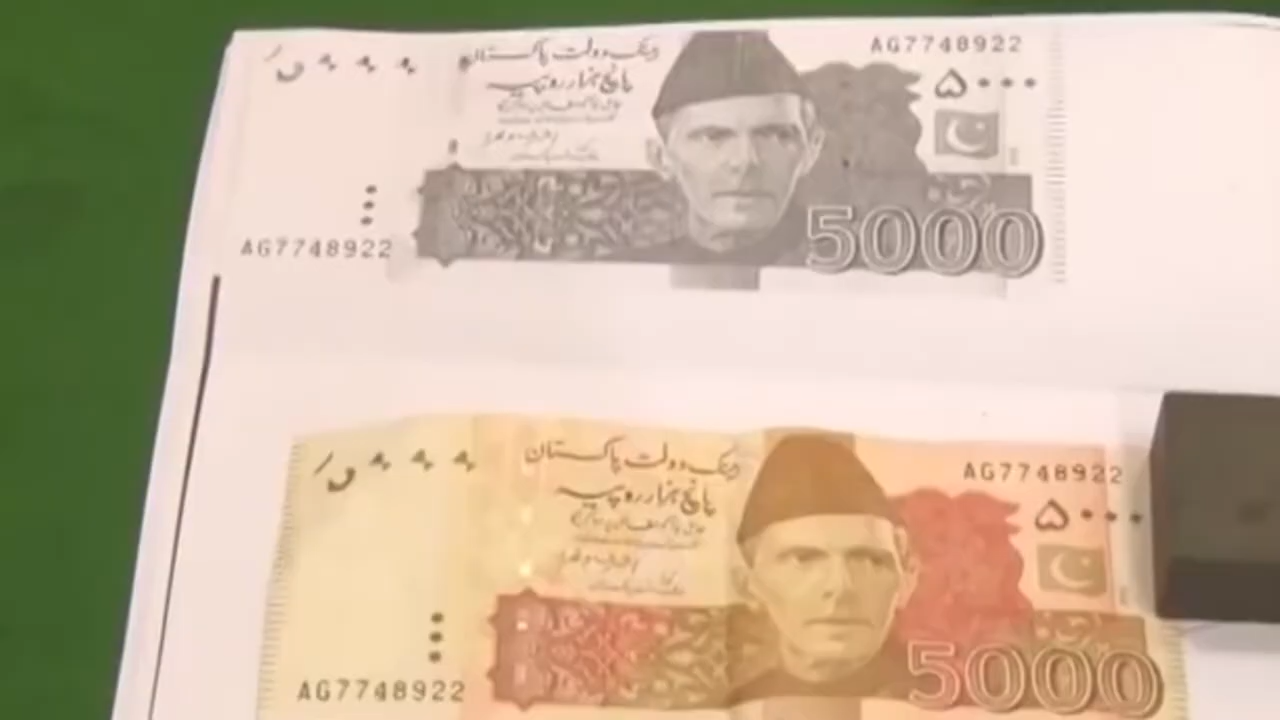 بینک دولت پاکستان
AG7748922
۵۰۰۰
پانچ ہزار روپیہ
AG7748922
5000
بینک دولت پاکستان
AG7748922
۵۰۰۰
پانچ ہزار روپیہ
AG7748922
5000